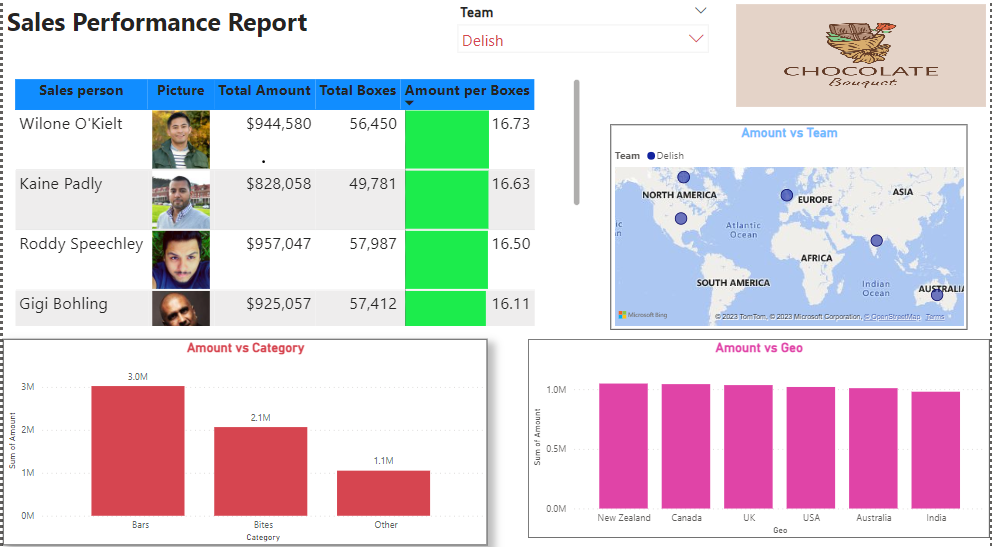 Sales Performance Report
Team
Delish
CHOCOLATE
Bouquet
Sales person Picture Total Amount Total Boxes Amount per Boxes
Wilone O'Kielt $944,580 56,450 16.73
.
Kaine Padly $828,058 49,781 16.63
Roddy Speechley $957,047 57,987 16.50
Gigi Bohling $925,057 57,412 16.11
Amount vs Team
Team Delish
NORTH AMERICA
EUROPE
ASIA
Atlantic
Ocean
AFRICA
SOUTH AMERICA
Indian
Ocean
AUSTRALIA
Microsoft Bing
© 2023 TomTom, © 2023 Microsoft Corporation, © OpenStreetMap Terms
Amount vs Category
Sum of Amount
3M
2M
1M
0M
3.0M
2.1M
1.1M
Bars Bites Other
Category
Amount vs Geo
Sum of Amount
1.0M
0.5M
0.0M
New Zealand Canada UK USA Australia India
Geo